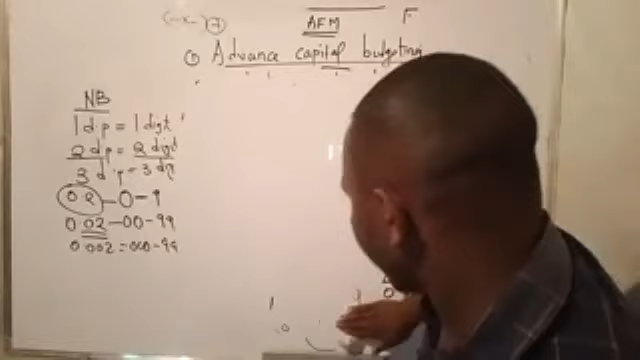 AFM
F
Advance capital budgeting
NB
1 d.p = 1 digit
2 d.p = 2 digit
3 d.p = 3 dig
0.2 - 0 - 9
0.02 - 00 - 99
0.002 = 000 - 99